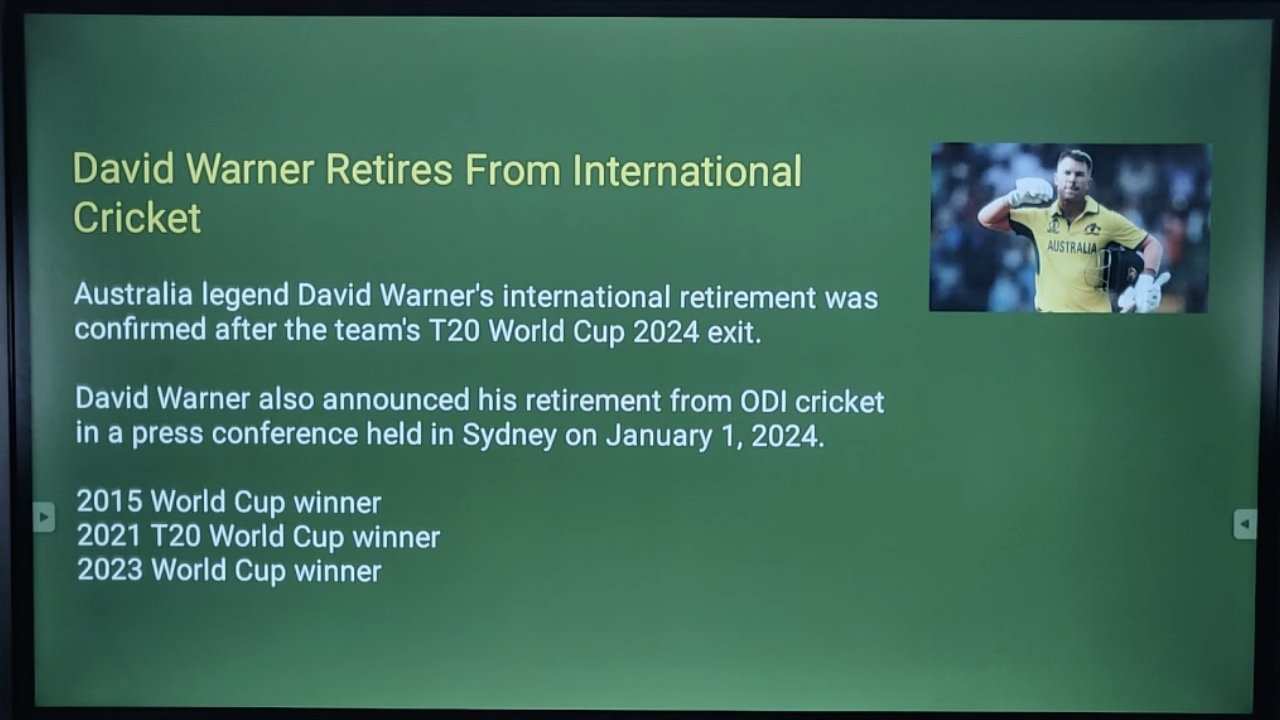 David Warner Retires From International
Cricket
Australia legend David Warner's international retirement was
confirmed after the team's T20 World Cup 2024 exit.
David Warner also announced his retirement from ODI cricket
in a press conference held in Sydney on January 1, 2024.
2015 World Cup winner
2021 T20 World Cup winner
2023 World Cup winner
AUSTRALIA